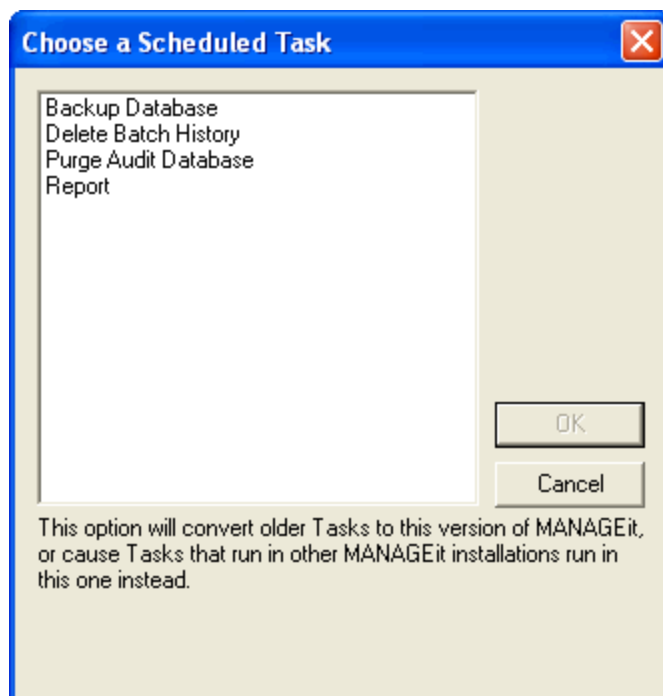 Choose a Scheduled Task
Backup Database
Delete Batch History
Purge Audit Database
Report
OK
Cancel
This option will convert older Tasks to this version of MANAGEit,
or cause Tasks that run in other MANAGEit installations run in
this one instead.